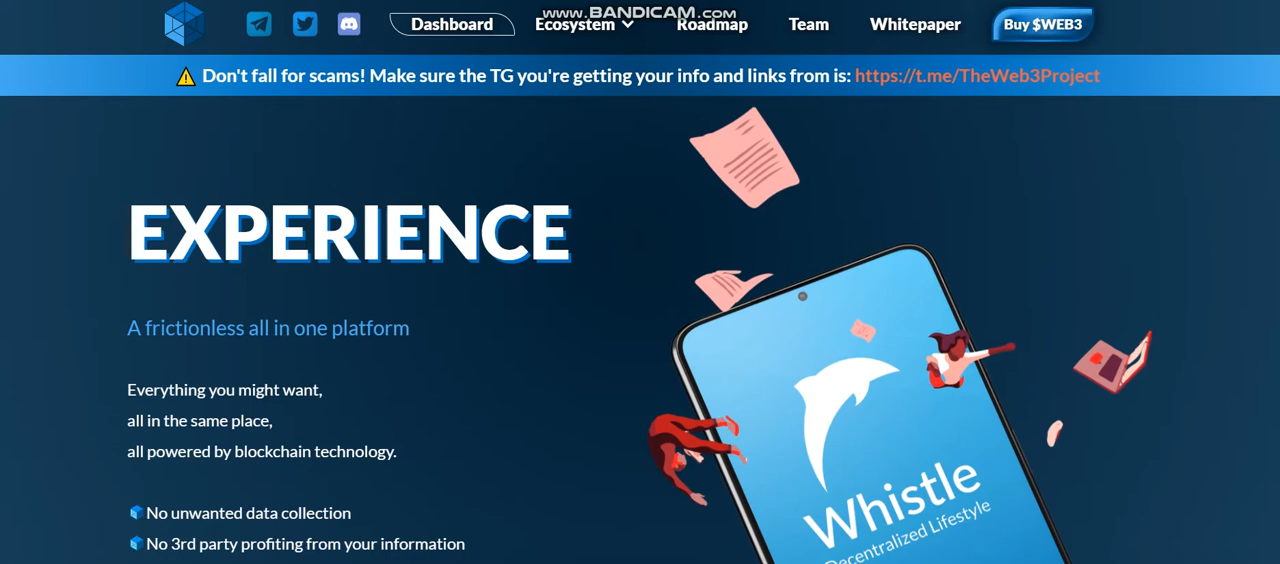 www.BANDICAM.com
Dashboard Ecosystem Roadmap Team Whitepaper Buy $WEB3
Don't fall for scams! Make sure the TG you're getting your info and links from is: https://t.me/TheWeb3Project
EXPERIENCE
A frictionless all in one platform
Everything you might want,
all in the same place,
all powered by blockchain technology.
No unwanted data collection
No 3rd party profiting from your information
Whistle
Decentralized Lifestyle